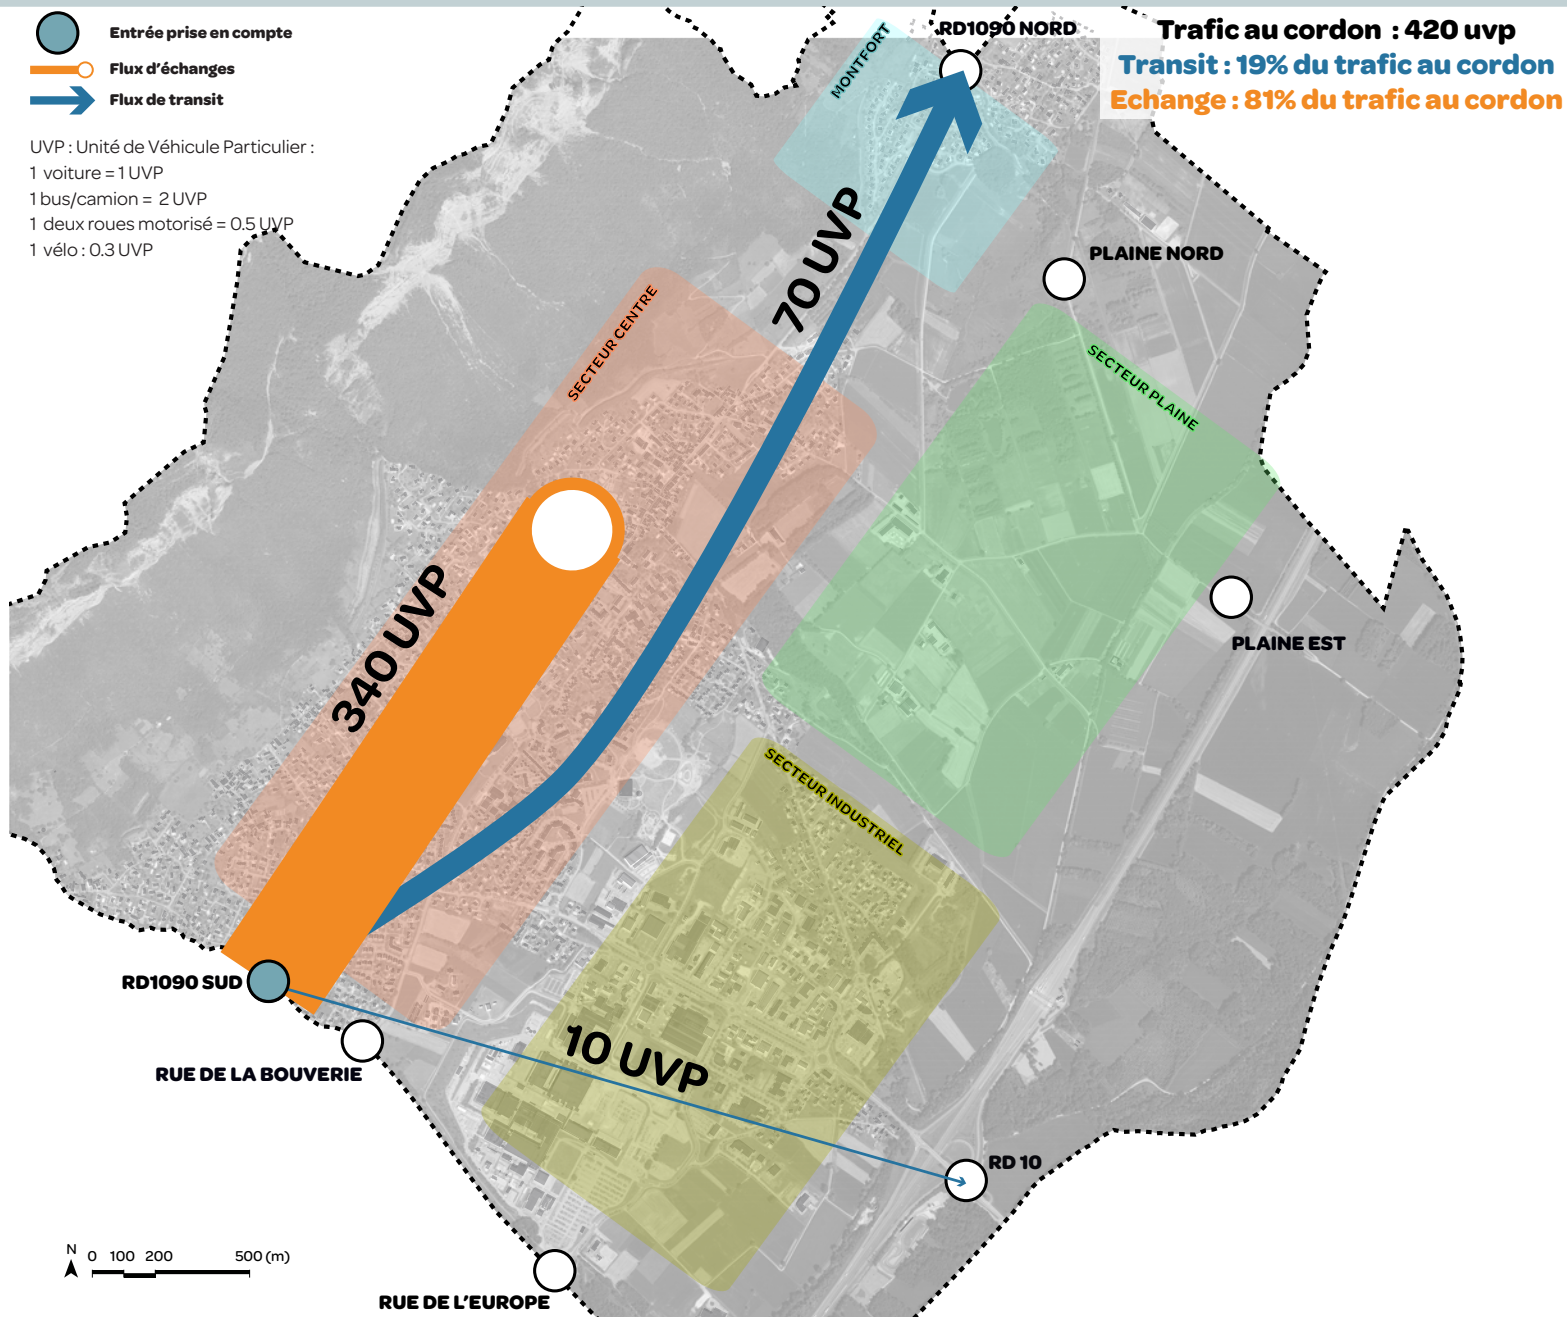 Entrée prise en compte
Flux d'échanges
Flux de transit
UVP : Unité de Véhicule Particulier :
1 voiture = 1 UVP
1 bus/camion = 2 UVP
1 deux roues motorisé = 0.5 UVP
1 vélo : 0.3 UVP
Trafic au cordon : 420 uvp
Transit : 19% du trafic au cordon
Echange : 81% du trafic au cordon
RD1090 NORD
MONTFORT
70 UVP
PLAINE NORD
SECTEUR CENTRE
SECTEUR PLAINE
340 UVP
PLAINE EST
SECTEUR INDUSTRIEL
RD1090 SUD
10 UVP
RUE DE LA BOUVERIE
RD 10
RUE DE L'EUROPE
N 0 100 200 500 (m)